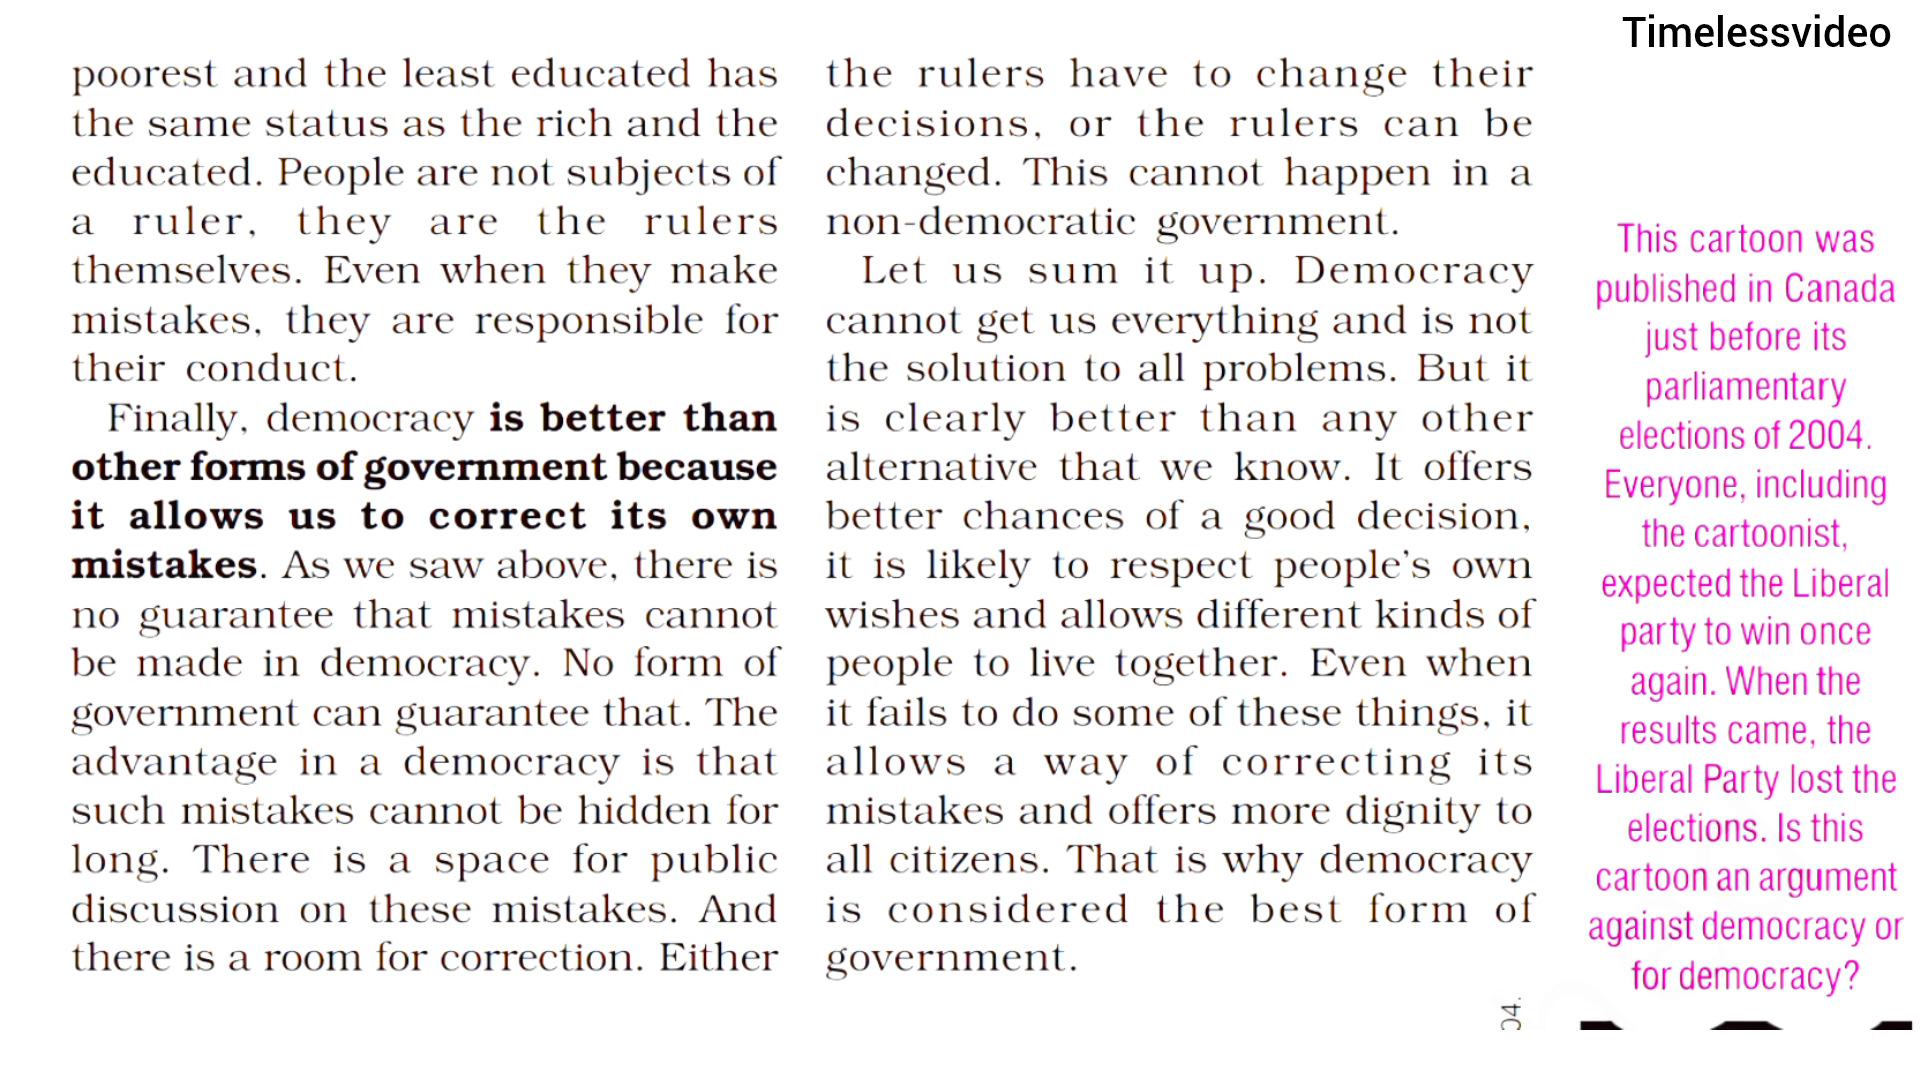 Timelessvideo
poorest and the least educated has
the same status as the rich and the
educated. People are not subjects of
a ruler, they are the rulers
themselves. Even when they make
mistakes, they are responsible for
their conduct.
Finally, democracy is better than
other forms of government because
it allows us to correct its own
mistakes. As we saw above, there is
no guarantee that mistakes cannot
be made in democracy. No form of
government can guarantee that. The
advantage in a democracy is that
such mistakes cannot be hidden for
long. There is a space for public
discussion on these mistakes. And
there is a room for correction. Either
the rulers have to change their
decisions, or the rulers can be
changed. This cannot happen in a
non-democratic government.
Let us sum it up. Democracy
cannot get us everything and is not
the solution to all problems. But it
is clearly better than any other
alternative that we know. It offers
better chances of a good decision,
it is likely to respect people's own
wishes and allows different kinds of
people to live together. Even when
it fails to do some of these things, it
allows a way of correcting its
mistakes and offers more dignity to
all citizens. That is why democracy
is considered the best form of
government.
This cartoon was
published in Canada
just before its
parliamentary
elections of 2004.
Everyone, including
the cartoonist,
expected the Liberal
party to win once
again. When the
results came, the
Liberal Party lost the
elections. Is this
cartoon an argument
against democracy or
for democracy?